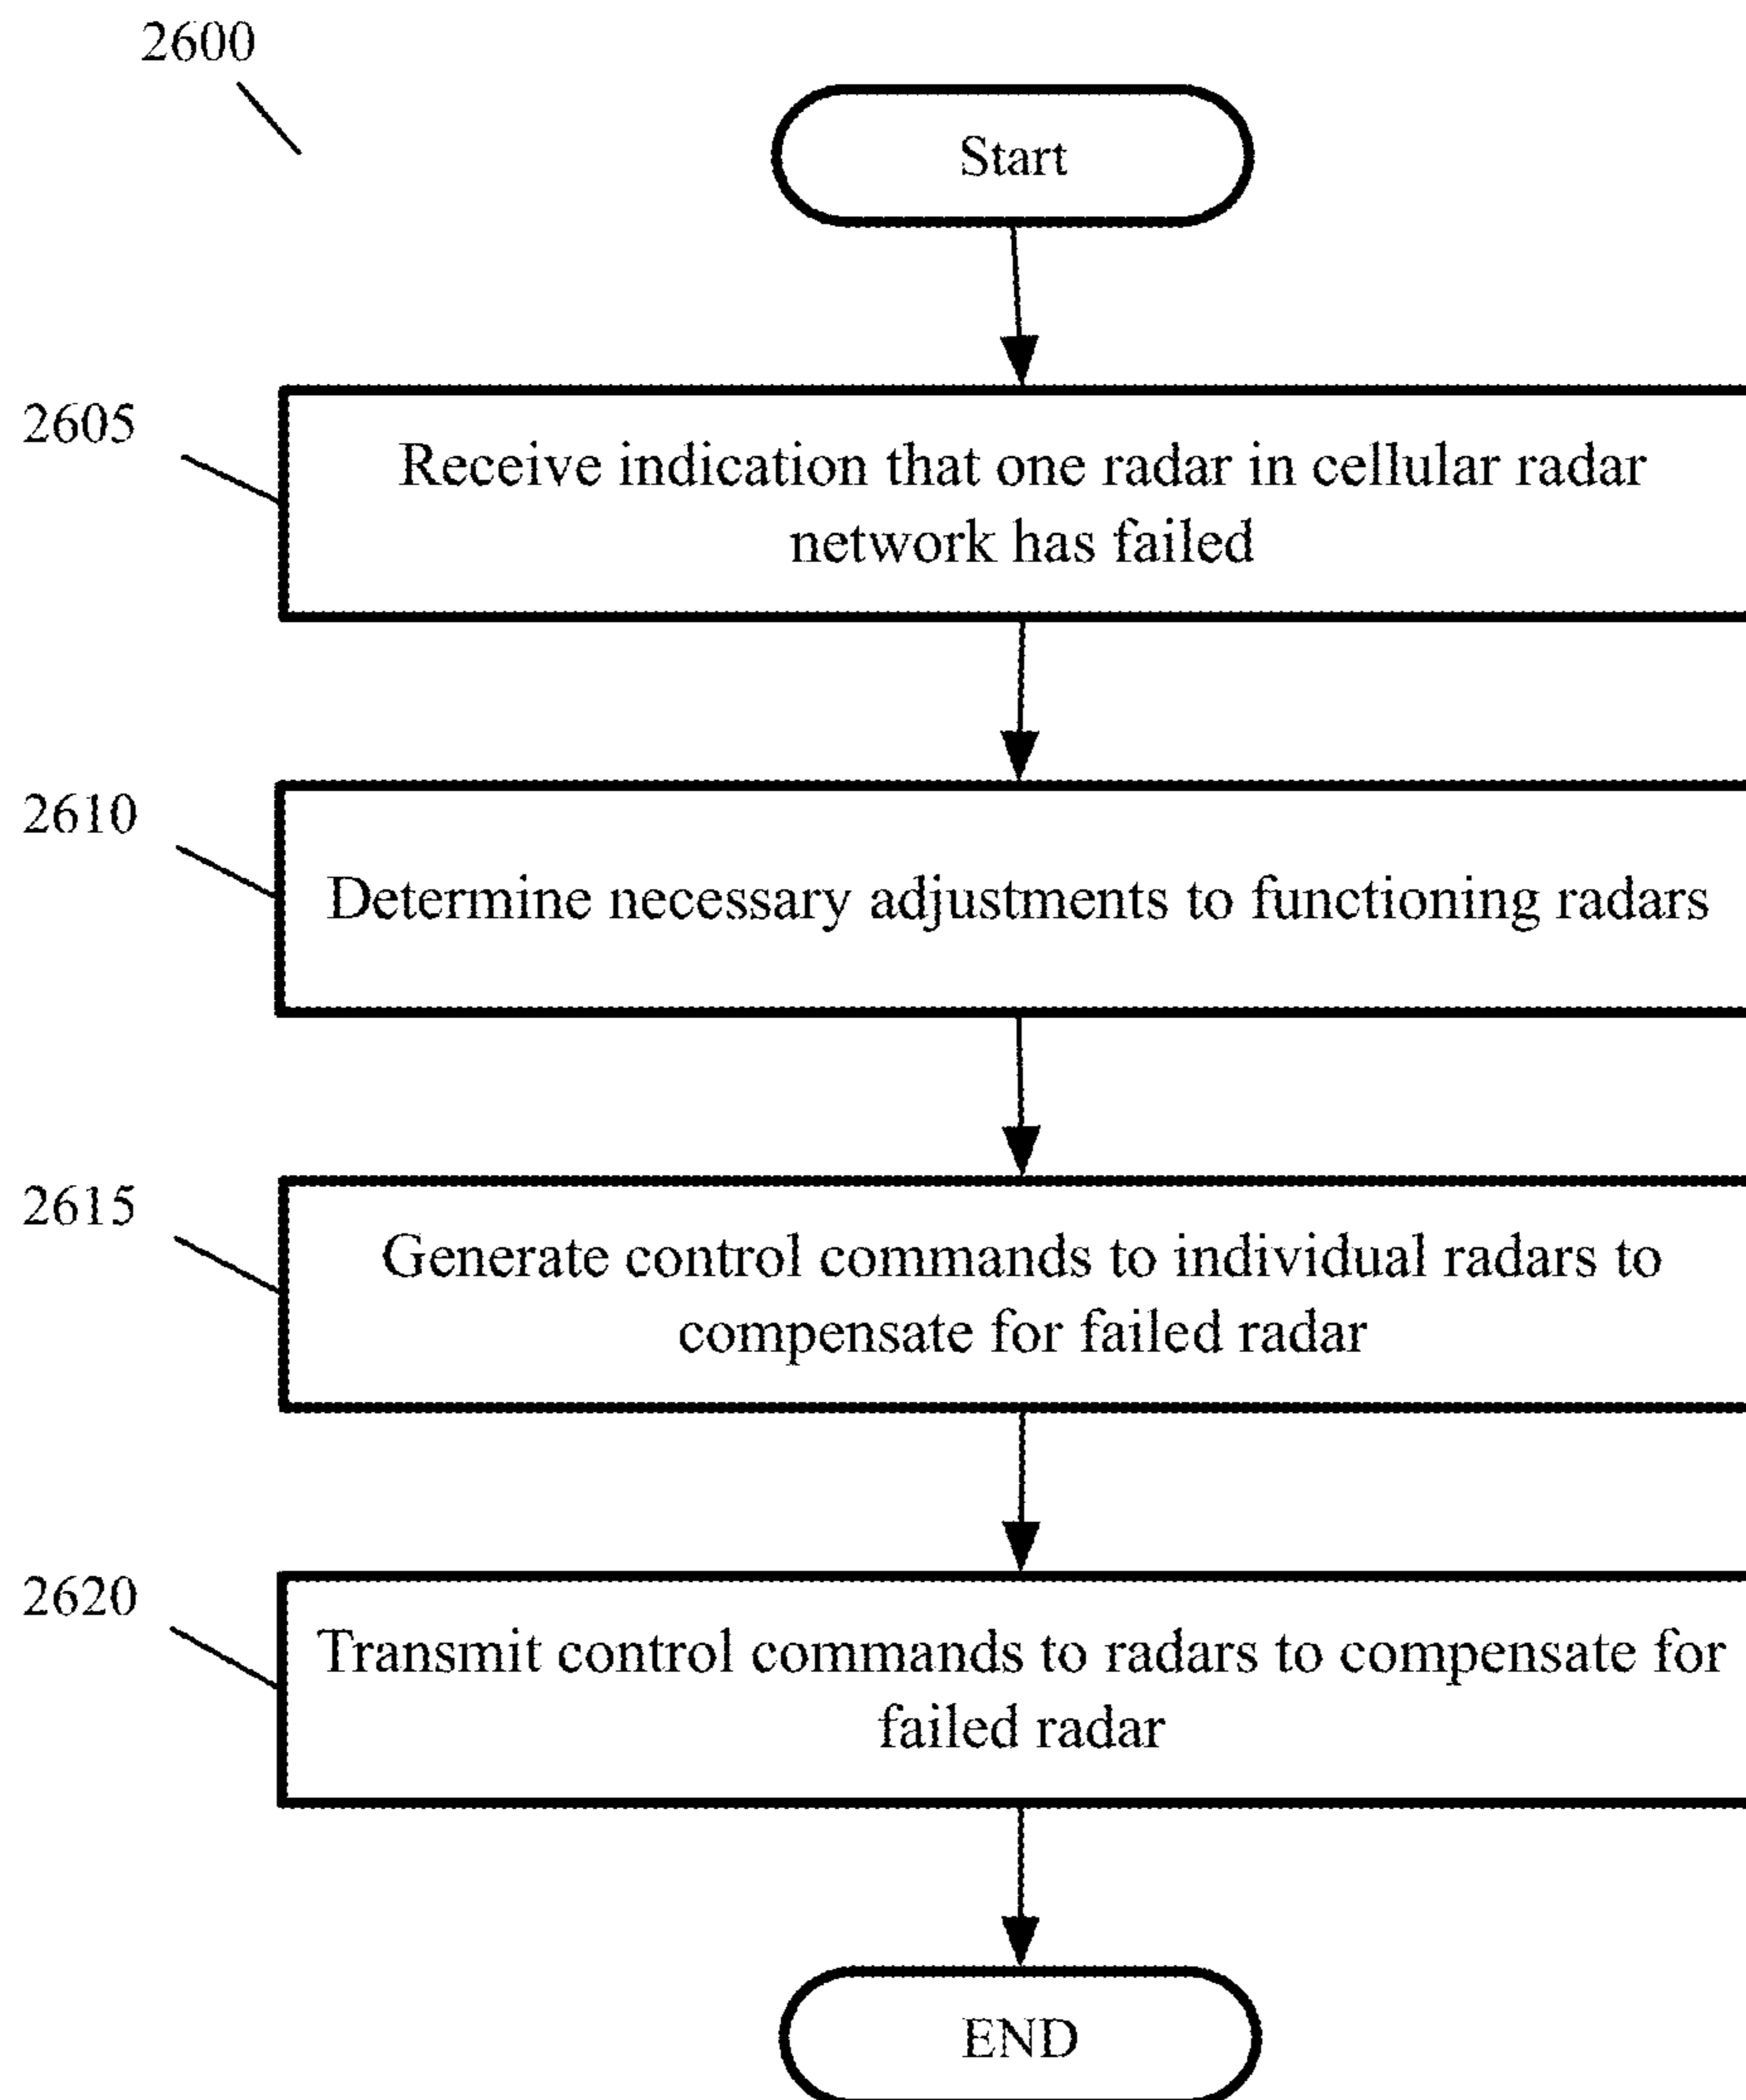 2600
Start
2605
Receive indication that one radar in cellular radar
network has failed
2610
Determine necessary adjustments to functioning radars
2615
Generate control commands to individual radars to
compensate for failed radar
2620
Transmit control commands to radars to compensate for
failed radar
END